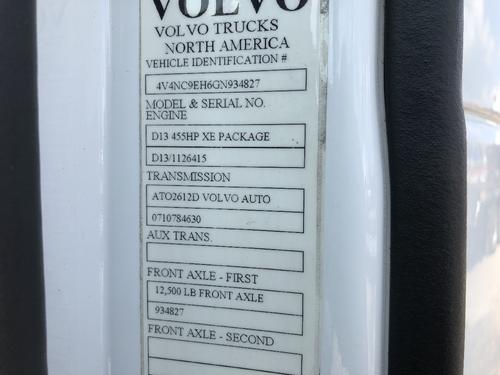 VOLVO
VOLVO TRUCKS
NORTH AMERICA
VEHICLE IDENTIFICATION #
4V4NC9EH6GN934827
MODEL & SERIAL NO.
ENGINE
D13 455HP XE PACKAGE
D13/1126415
TRANSMISSION
ATO2612D VOLVO AUTO
0710784630
AUX TRANS.
FRONT AXLE - FIRST
12,500 LB FRONT AXLE
934827
FRONT AXLE - SECOND